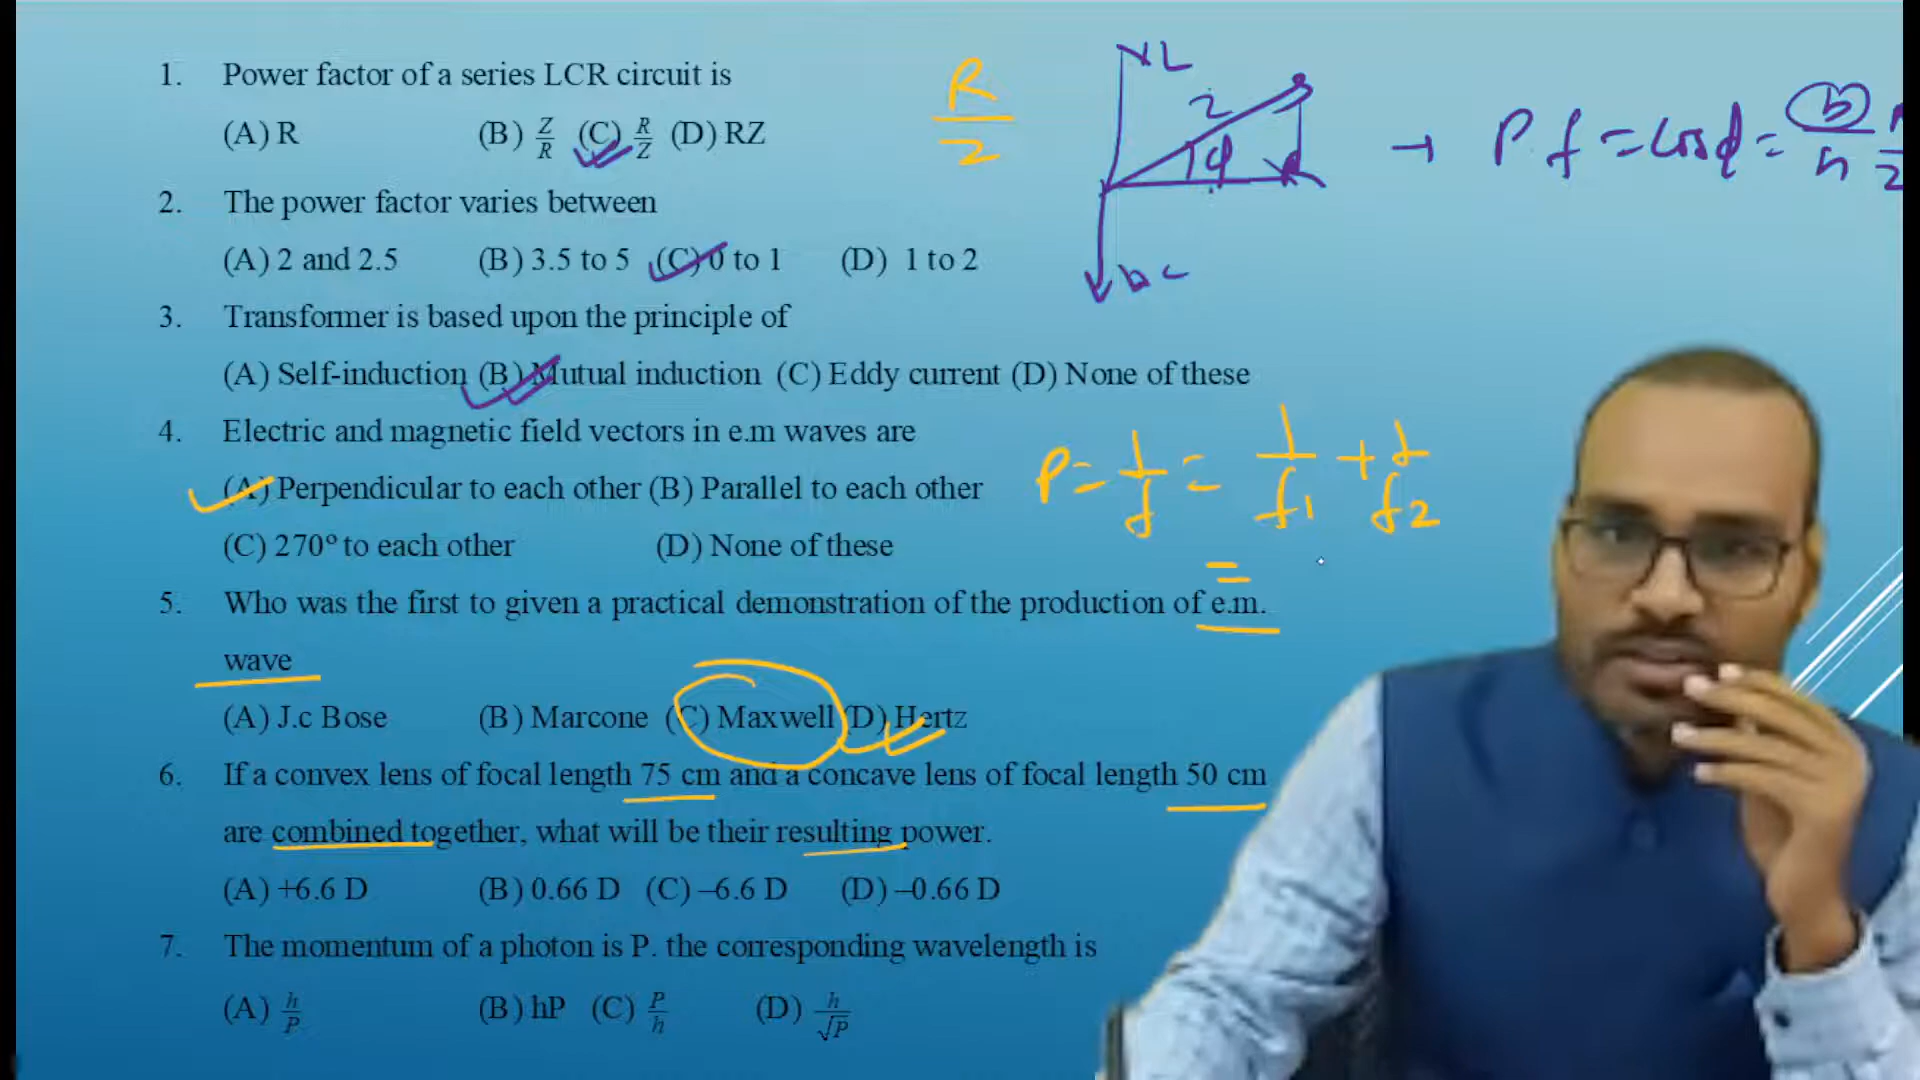 1. Power factor of a series LCR circuit is
(A) R (B) Z/R (C) R/Z (D) RZ
R/2
VL
Z
φ
→ P.f = cosφ = b/h
2. The power factor varies between
(A) 2 and 2.5 (B) 3.5 to 5 (C) 0 to 1 (D) 1 to 2
3. Transformer is based upon the principle of
(A) Self-induction (B) Mutual induction (C) Eddy current (D) None of these
4. Electric and magnetic field vectors in e.m waves are
(A) Perpendicular to each other (B) Parallel to each other
P = 1/f = 1/f1 + 1/f2
(C) 270° to each other (D) None of these
5. Who was the first to given a practical demonstration of the production of e.m.
wave
(A) J.c Bose (B) Marcone (C) Maxwell (D) Hertz
6. If a convex lens of focal length 75 cm and a concave lens of focal length 50 cm
are combined together, what will be their resulting power.
(A) +6.6 D (B) 0.66 D (C) –6.6 D (D) –0.66 D
7. The momentum of a photon is P. the corresponding wavelength is
(A) h/P (B) hP (C) P/h (D) h/√P